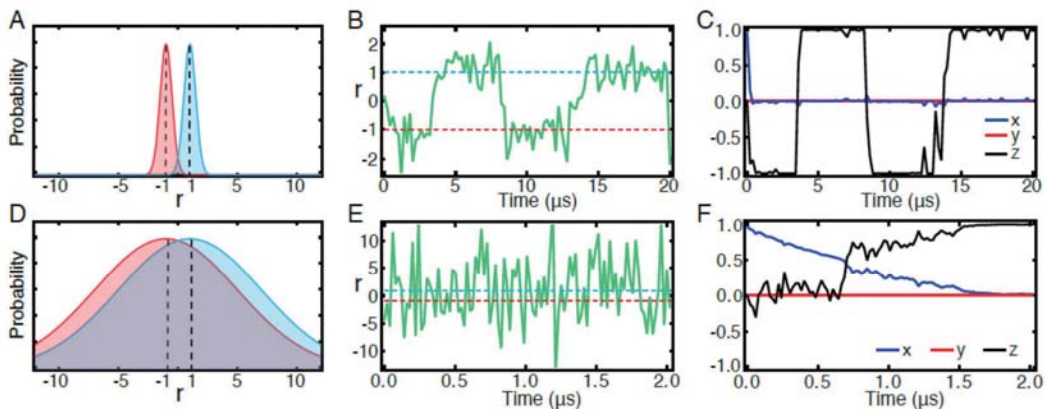 A
Probability
-10 -5 -1 1 5 10
r
B
r
2
1
0
-1
-2
0 5 10 15 20
Time (μs)
C
1.0
0.5
0.0
-0.5
-1.0
x
y
z
0 5 10 15 20
Time (μs)
D
Probability
-10 -5 -1 1 5 10
r
E
r
10
5
0
-5
-10
0.0 0.5 1.0 1.5 2.0
Time (μs)
F
1.0
0.5
0.0
0.5
-1.0
x y z
0.0 0.5 1.0 1.5 2.0
Time (μs)